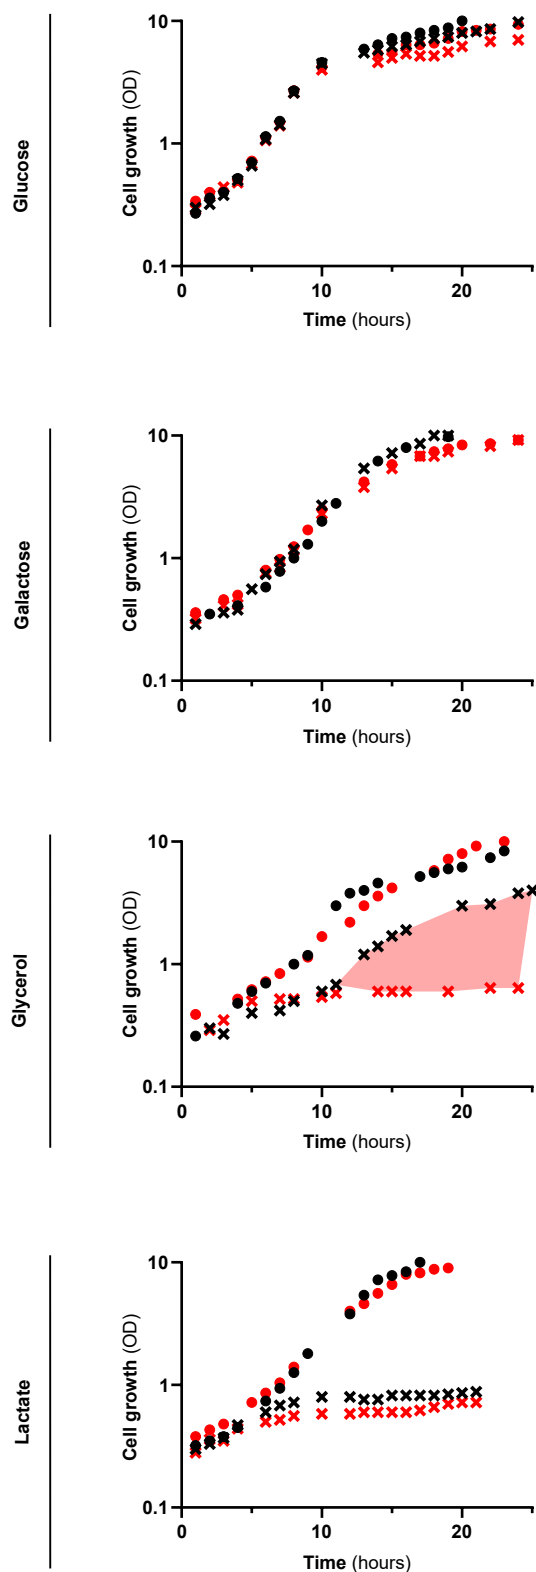 Glucose
Cell growth (OD)
10
1
0.1
0 10 20
Time (hours)
Galactose
Cell growth (OD)
10
1
0.1
0 10 20
Time (hours)
Glycerol
Cell growth (OD)
10
1
0.1
0 10 20
Time (hours)
Lactate
Cell growth (OD)
10
1
0.1
0 10 20
Time (hours)